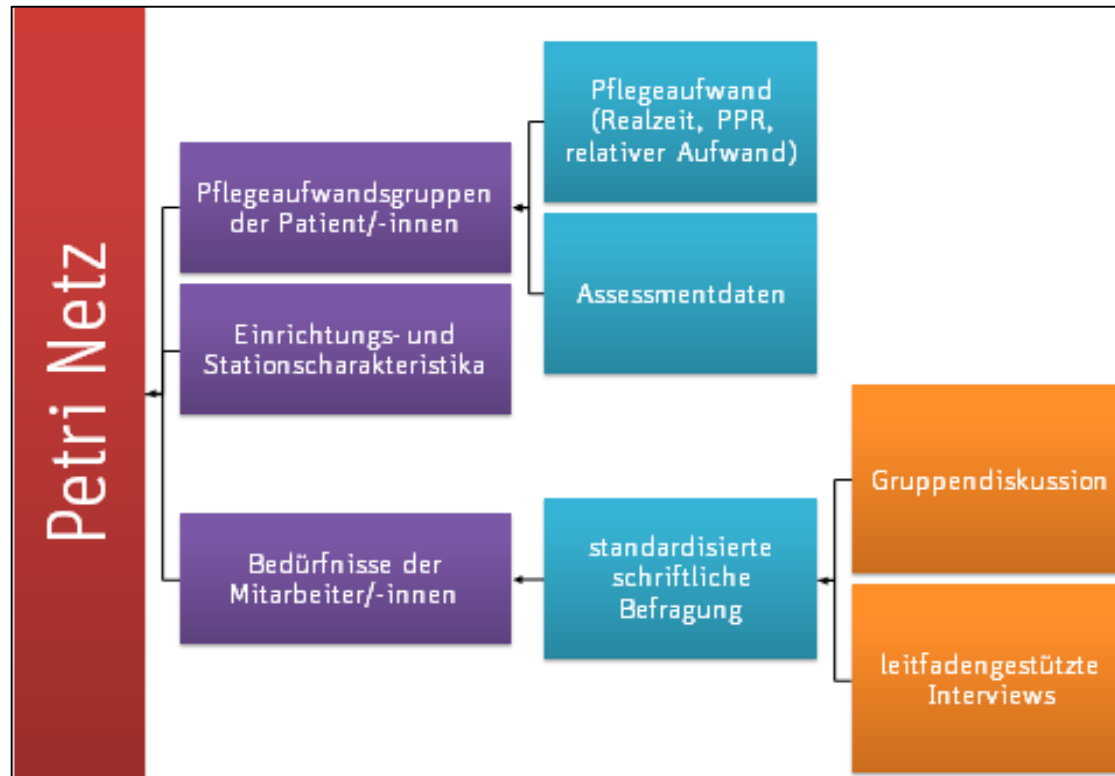 Petri Netz
Pflegeaufwandsgruppen
der Patient/-innen
Einrichtungs- und
Stationscharakteristika
Bedürfnisse der
Mitarbeiter/-innen
Pflegeaufwand
(Realzeit, PPR,
relativer Aufwand)
Assessmentdaten
standardisierte
schriftliche
Befragung
Gruppendiskussion
leitfadengestützte
Interviews